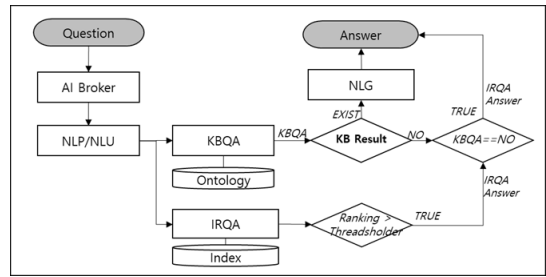 Question
Answer
AI Broker
NLG
IRQA
Answer
EXIST
TRUE
NLP/NLU
KBQA
KBQA
KB Result
NO
KBQA==NO
Ontology
IRQA
Answer
IRQA
Ranking >
Threadsholder
TRUE
Index